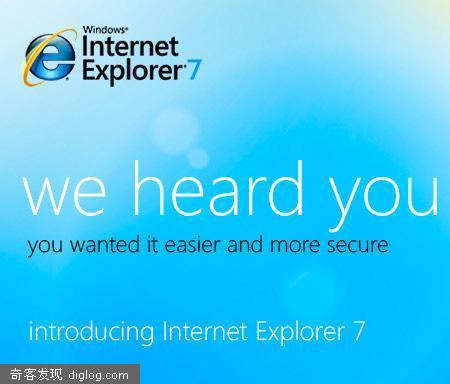 Windows®
Internet
Explorer®7
we heard you
you wanted it easier and more secure
introducing Internet Explorer 7
奇客发现 diglog.com